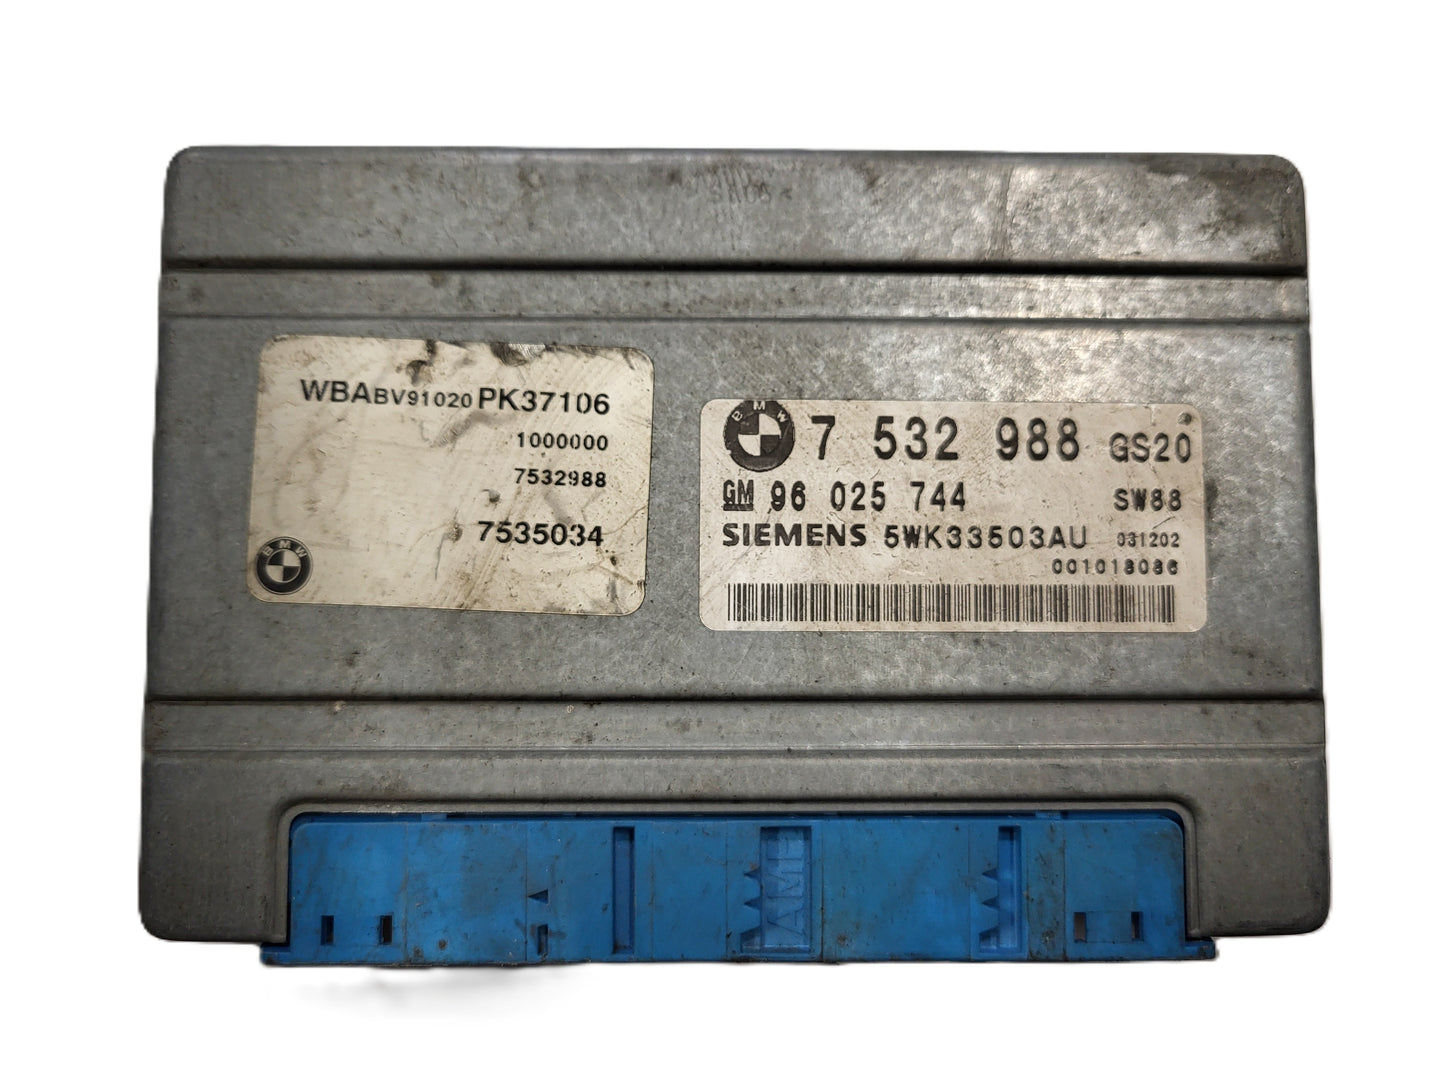 WBABV91020PK37106
1000000
7532988
7535034
BMW
BMW 7 532 988 GS20
GM 96 025 744 SW88
SIEMENS 5WK33503AU 031202
001018086
AMP